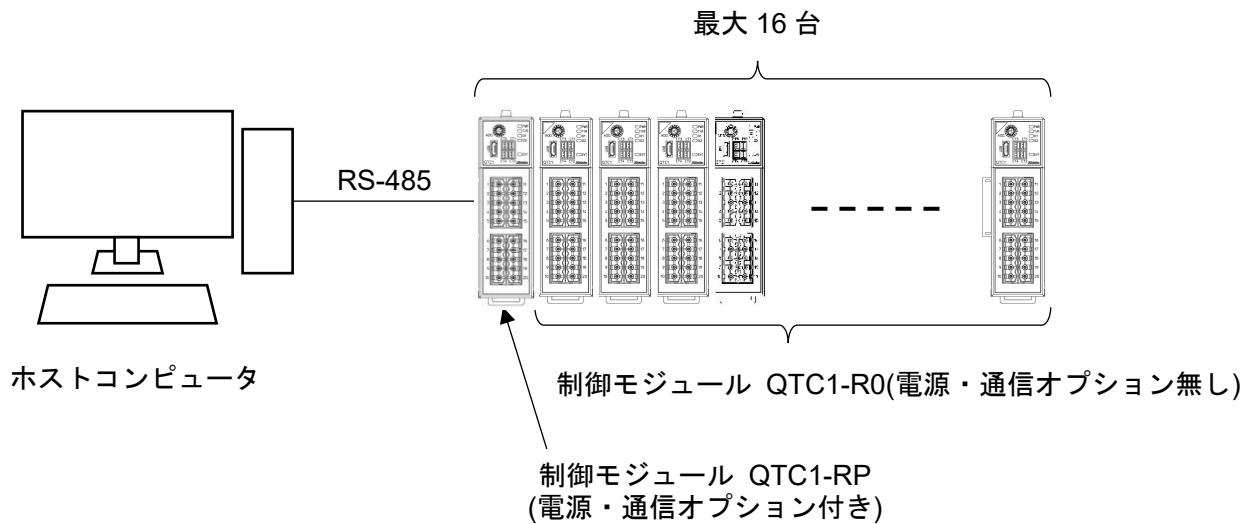 最大 16 台
RS-485
ホストコンピュータ
制御モジュール QTC1-R0(電源・通信オプション無し)
制御モジュール QTC1-RP
(電源・通信オプション付き)